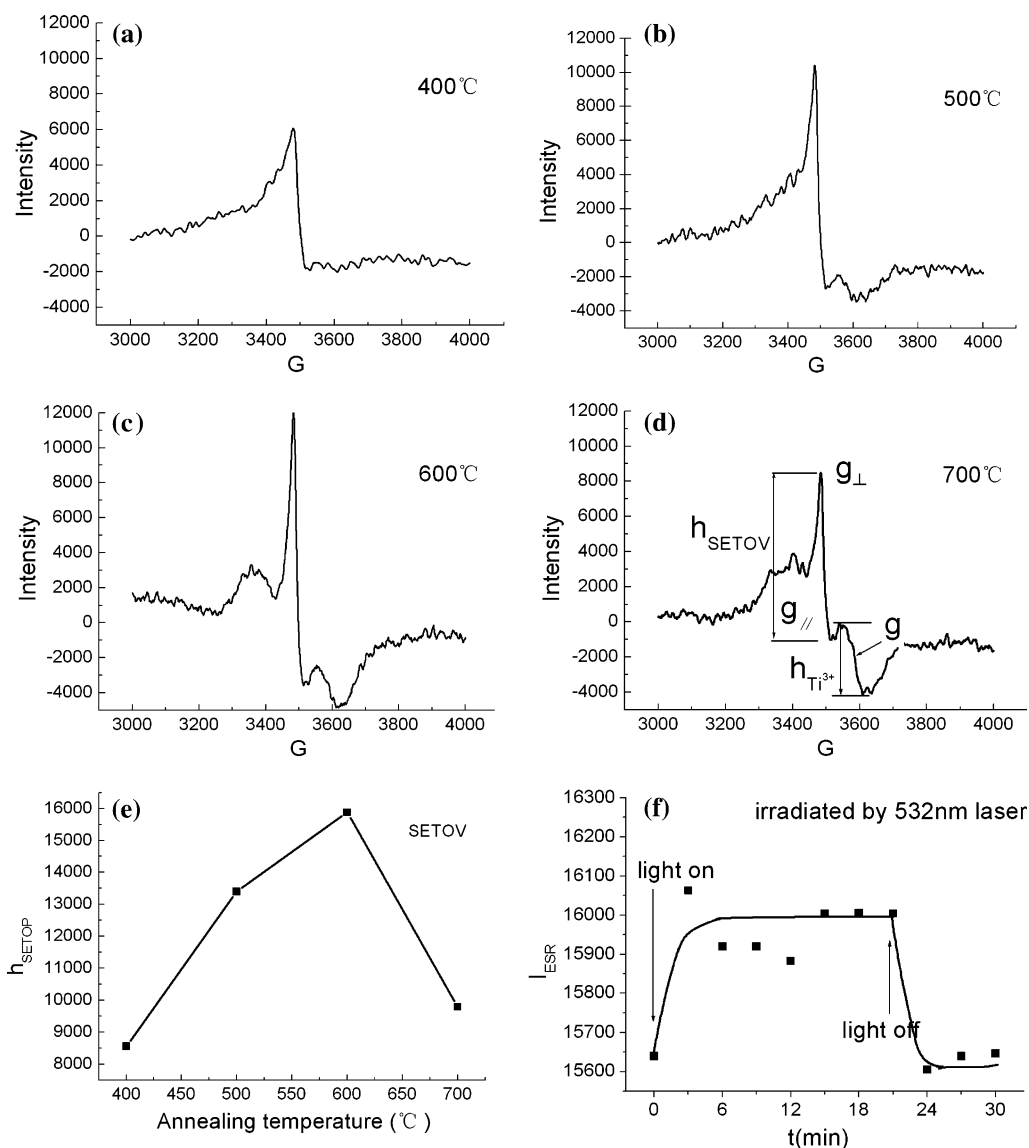 (a)
400℃
Intensity
12000
10000
8000
6000
4000
2000
0
-2000
-4000
3000 3200 3400 3600 3800 4000
G
(b)
500℃
Intensity
12000
10000
8000
6000
4000
2000
0
-2000
-4000
3000 3200 3400 3600 3800 4000
G
(c)
600℃
Intensity
12000
10000
8000
6000
4000
2000
0
-2000
-4000
3000 3200 3400 3600 3800 4000
G
(d)
700℃
g⊥
hSETOV
g//
g
hTi3+
Intensity
12000
10000
8000
6000
4000
2000
0
-2000
-4000
3000 3200 3400 3600 3800 4000
G
(e)
SETOV
hSETOP
16000
15000
14000
13000
12000
11000
10000
9000
8000
400 450 500 550 600 650 700
Annealing temperature (℃)
(f)
irradiated by 532nm laser
light on
light off
IESR
16300
16200
16100
16000
15900
15800
15700
15600
0 6 12 18 24 30
t(min)